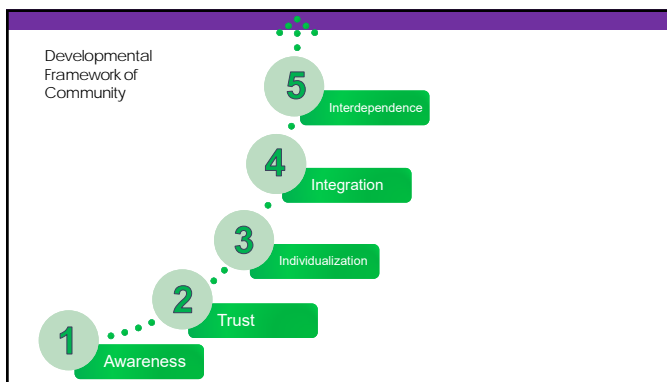 Developmental
Framework of
Community
5
Interdependence
4
Integration
3
Individualization
2
Trust
1
Awareness